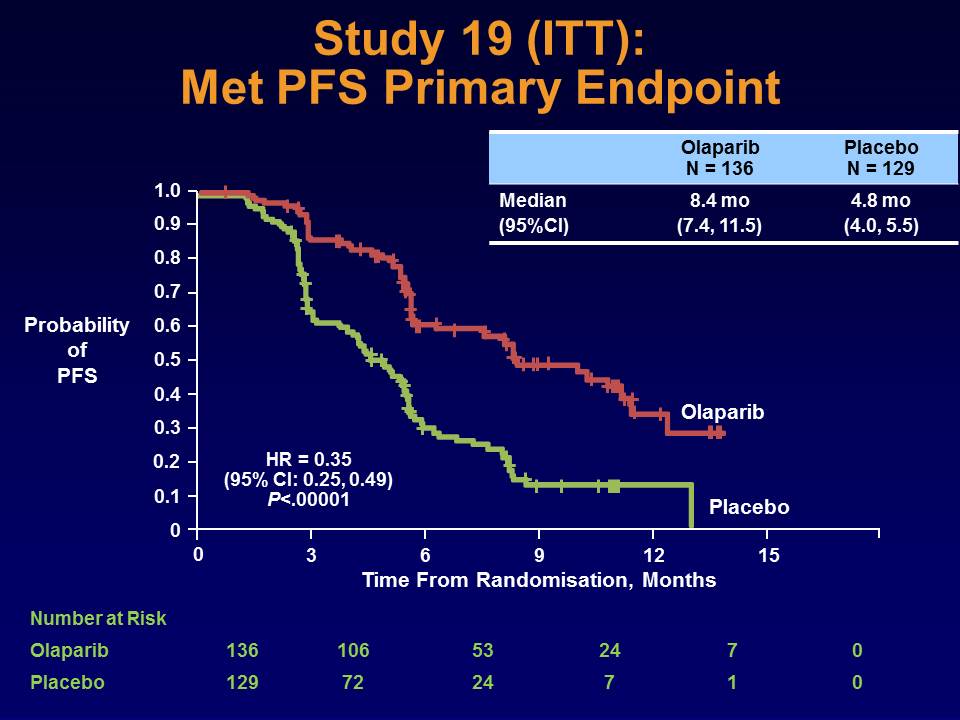 Study 19 (ITT):
Met PFS Primary Endpoint
Olaparib Placebo
N = 136 N = 129
Median 8.4 mo 4.8 mo
(95%CI) (7.4, 11.5) (4.0, 5.5)
Probability
of
PFS
1.0
0.9
0.8
0.7
0.6
0.5
0.4
0.3
0.2
0.1
0
HR = 0.35
(95% CI: 0.25, 0.49)
P<.00001
Olaparib
Placebo
0 3 6 9 12 15
Time From Randomisation, Months
Number at Risk
Olaparib 136 106 53 24 7 0
Placebo 129 72 24 7 1 0